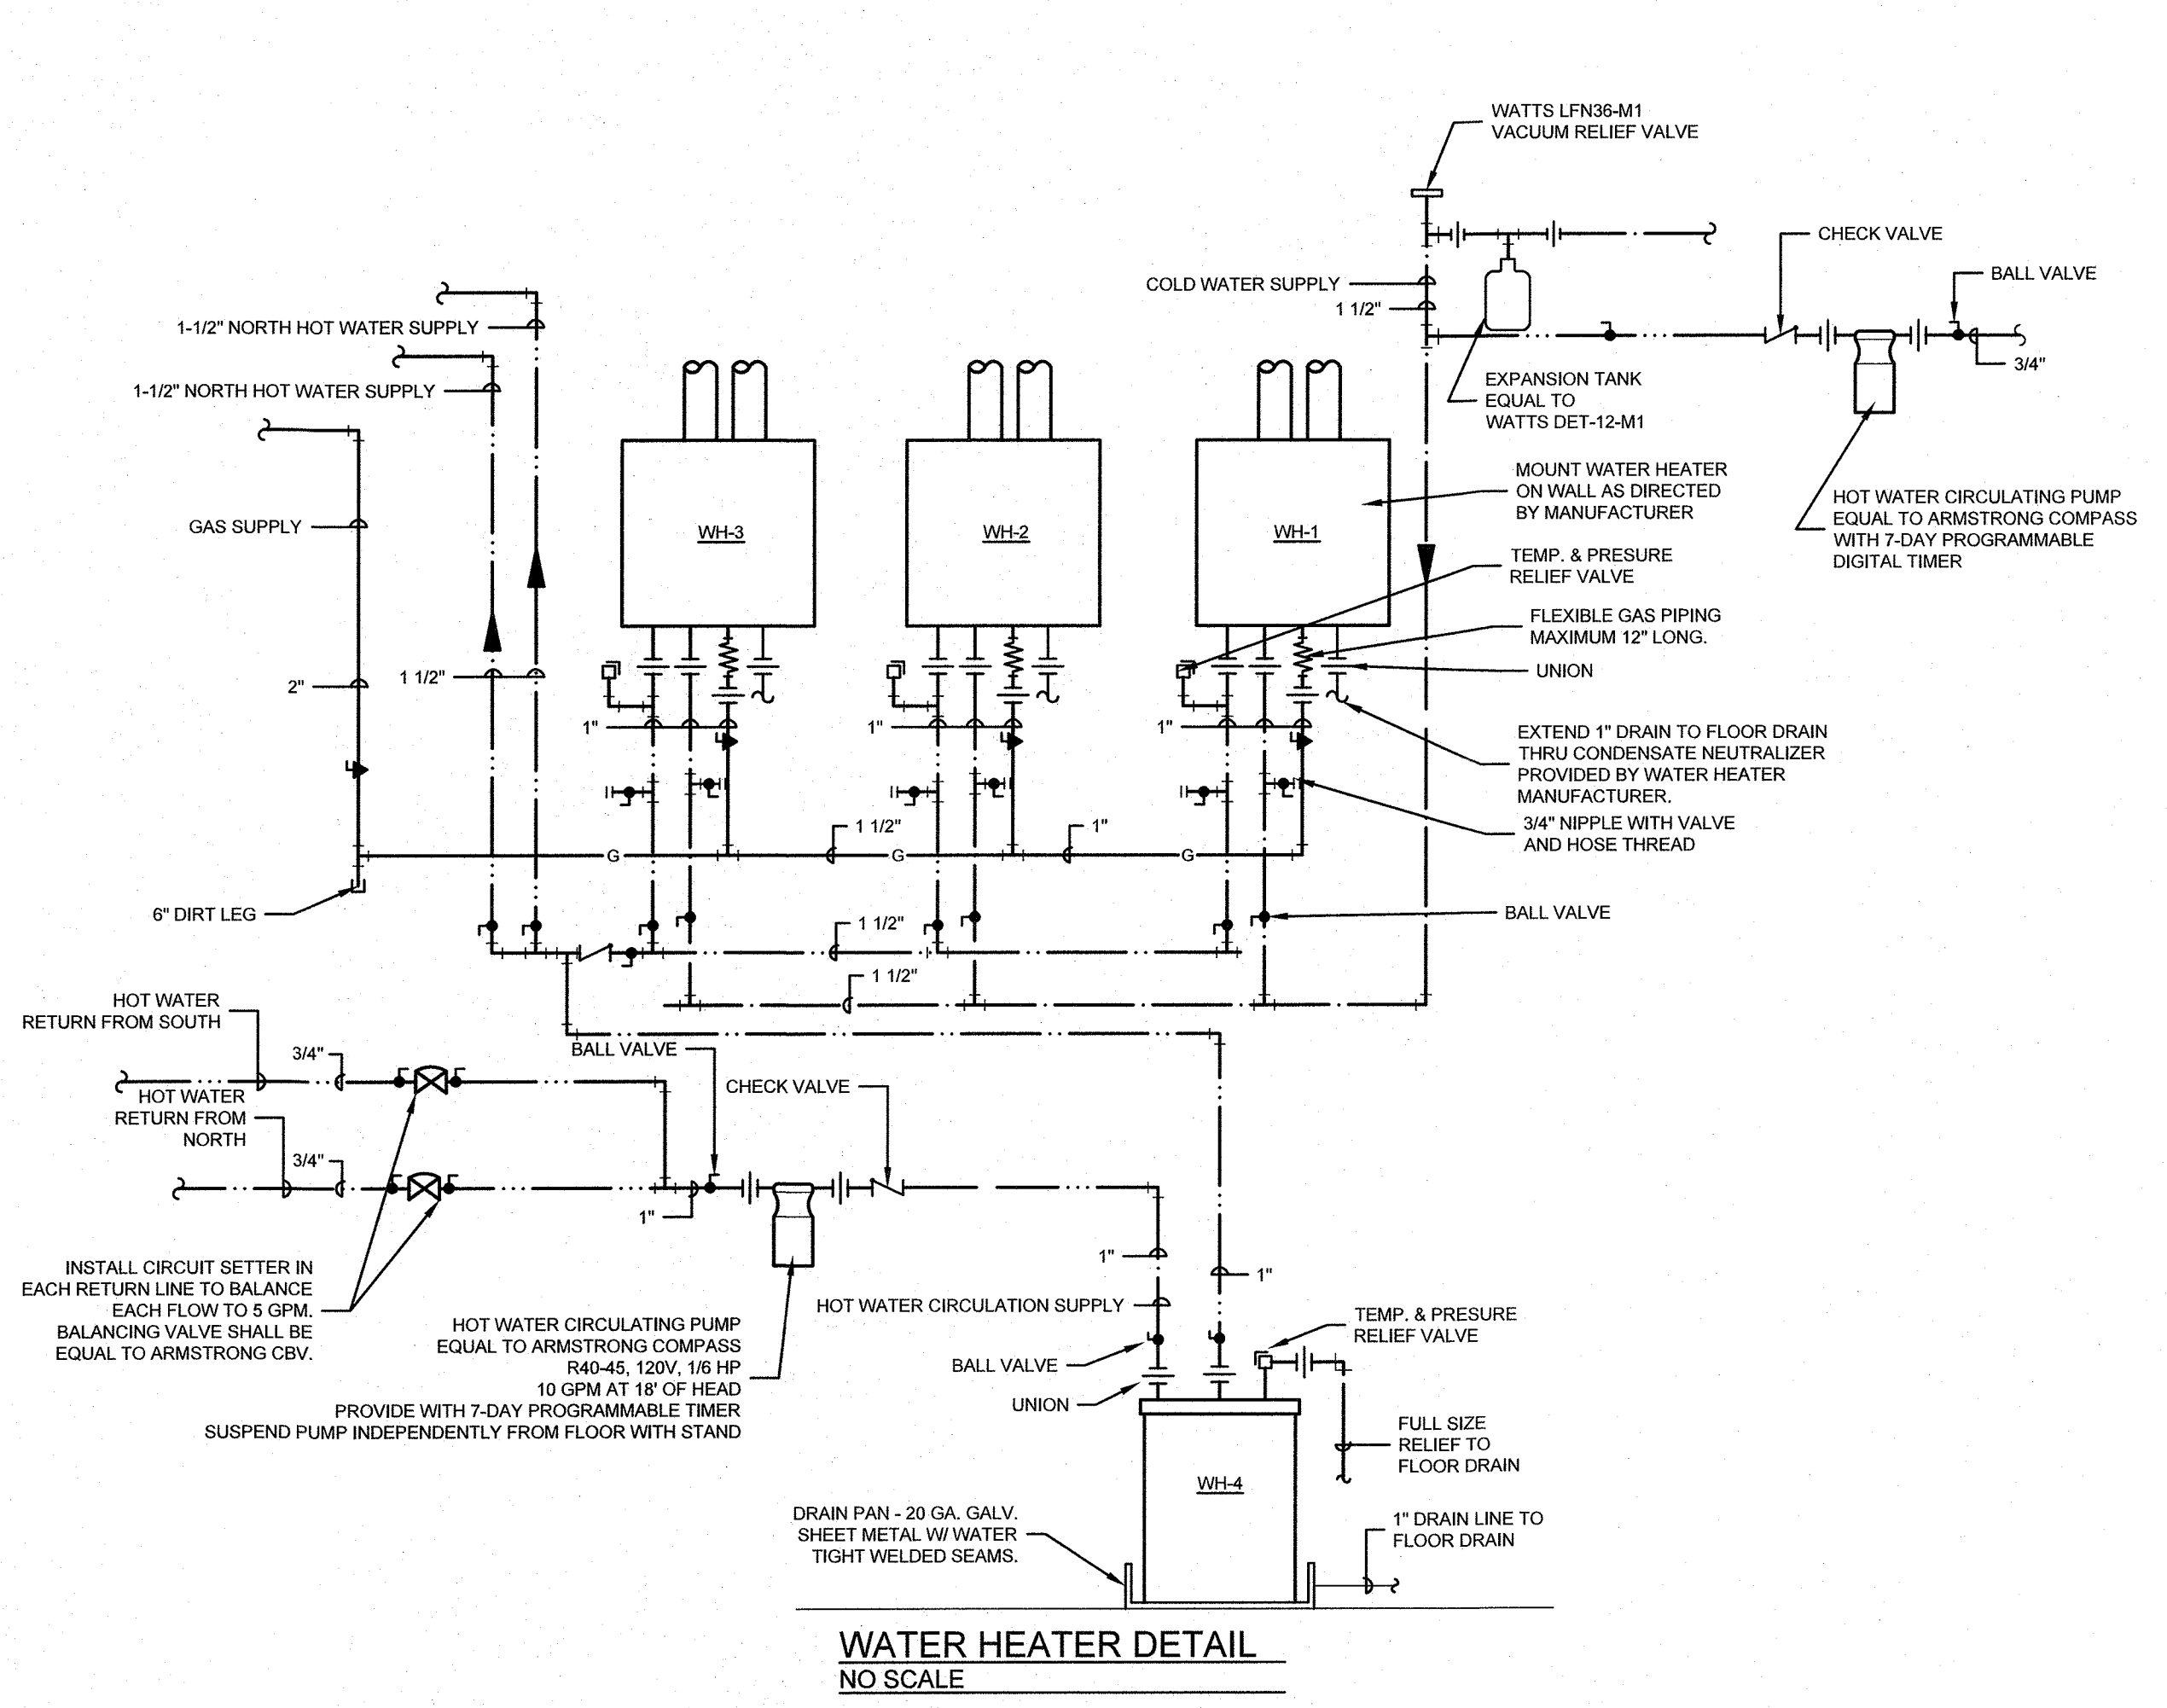 WATTS LFN36-M1
VACUUM RELIEF VALVE
CHECK VALVE
BALL VALVE
COLD WATER SUPPLY
1 1/2"
3/4"
1-1/2" NORTH HOT WATER SUPPLY
1-1/2" NORTH HOT WATER SUPPLY
EXPANSION TANK
EQUAL TO
WATTS DET-12-M1
GAS SUPPLY
WH-3
WH-2
WH-1
MOUNT WATER HEATER
ON WALL AS DIRECTED
BY MANUFACTURER
HOT WATER CIRCULATING PUMP
EQUAL TO ARMSTRONG COMPASS
WITH 7-DAY PROGRAMMABLE
DIGITAL TIMER
TEMP. & PRESURE
RELIEF VALVE
FLEXIBLE GAS PIPING
MAXIMUM 12" LONG.
UNION
2"
1 1/2"
1"
1"
1"
EXTEND 1" DRAIN TO FLOOR DRAIN
THRU CONDENSATE NEUTRALIZER
PROVIDED BY WATER HEATER
MANUFACTURER.
3/4" NIPPLE WITH VALVE
AND HOSE THREAD
1 1/2"
1"
G
G
G
6" DIRT LEG
BALL VALVE
1 1/2"
1 1/2"
HOT WATER
RETURN FROM SOUTH
3/4"
BALL VALVE
CHECK VALVE
HOT WATER
RETURN FROM
NORTH
3/4"
1"
INSTALL CIRCUIT SETTER IN
EACH RETURN LINE TO BALANCE
EACH FLOW TO 5 GPM.
BALANCING VALVE SHALL BE
EQUAL TO ARMSTRONG CBV.
HOT WATER CIRCULATING PUMP
EQUAL TO ARMSTRONG COMPASS
R40-45, 120V, 1/6 HP
10 GPM AT 18' OF HEAD
PROVIDE WITH 7-DAY PROGRAMMABLE TIMER
SUSPEND PUMP INDEPENDENTLY FROM FLOOR WITH STAND
1"
1"
HOT WATER CIRCULATION SUPPLY
BALL VALVE
UNION
TEMP. & PRESURE
RELIEF VALVE
FULL SIZE
RELIEF TO
FLOOR DRAIN
WH-4
DRAIN PAN - 20 GA. GALV.
SHEET METAL W/ WATER
TIGHT WELDED SEAMS.
1" DRAIN LINE TO
FLOOR DRAIN
WATER HEATER DETAIL
NO SCALE